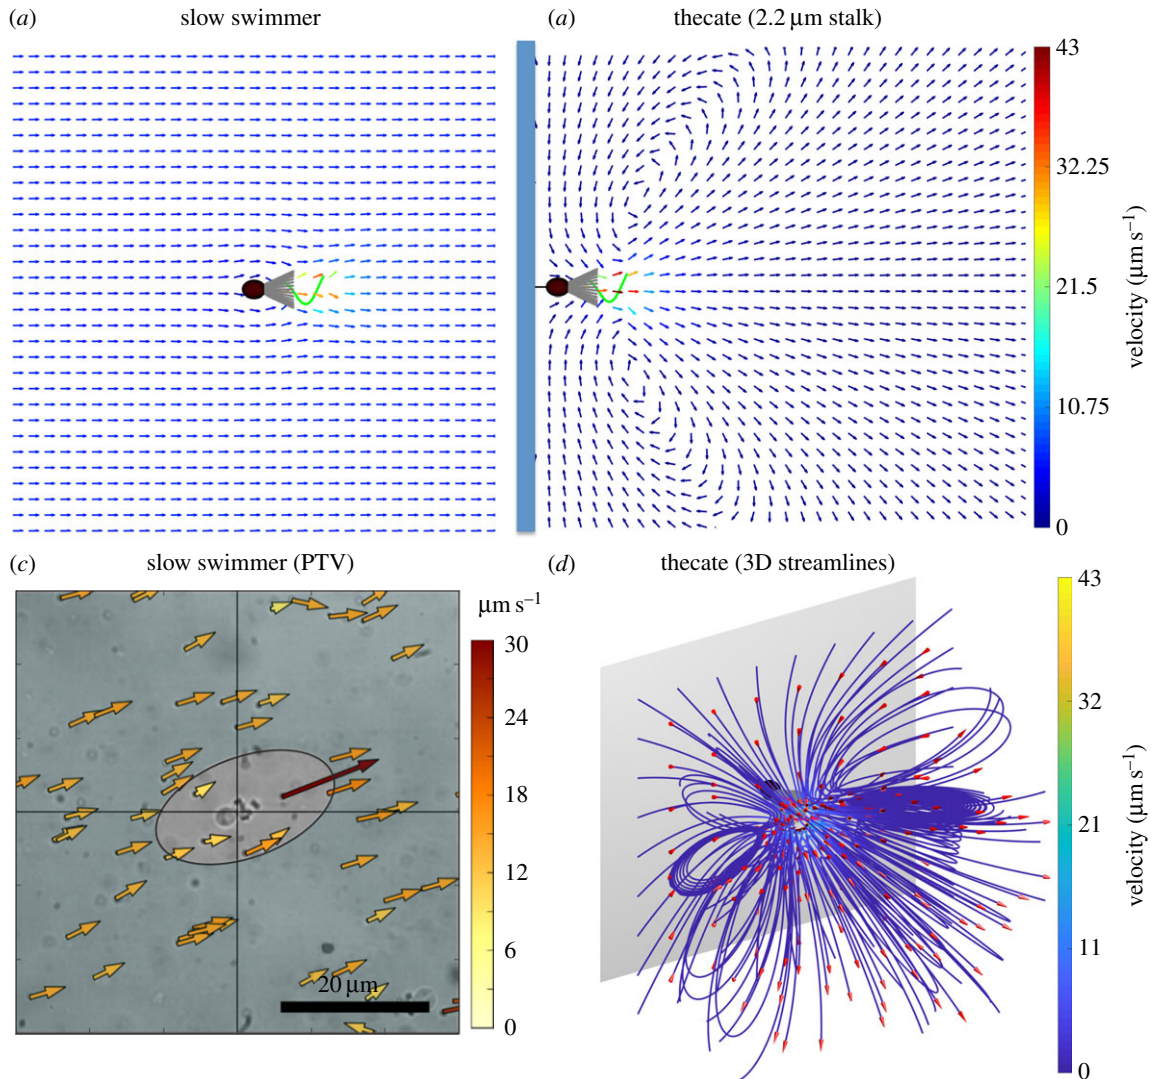 (a) slow swimmer
(a) thecate (2.2 μm stalk)
43
32.25
21.5
10.75
0
velocity (μm s⁻¹)
(c) slow swimmer (PTV)
μm s⁻¹
30
24
18
12
6
0
20 μm
(d) thecate (3D streamlines)
43
32
21
11
0
velocity (μm s⁻¹)